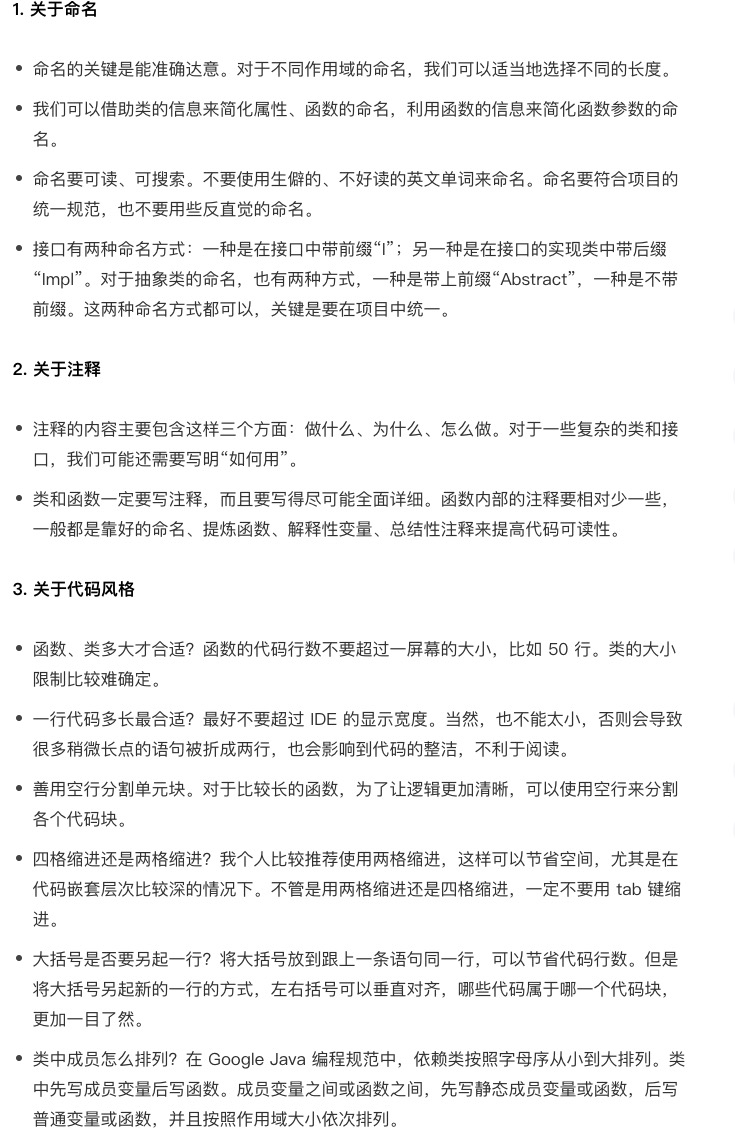 1. 关于命名
• 命名的关键是能准确达意。对于不同作用域的命名，我们可以适当地选择不同的长度。
• 我们可以借助类的信息来简化属性、函数的命名，利用函数的信息来简化函数参数的命
名。
• 命名要可读、可搜索。不要使用生僻的、不好读的英文单词来命名。命名要符合项目的
统一规范，也不要用些反直觉的命名。
• 接口有两种命名方式：一种是在接口中带前缀“I”；另一种是在接口的实现类中带后缀
“Impl”。对于抽象类的命名，也有两种方式，一种是带上前缀“Abstract”，一种是不带
前缀。这两种命名方式都可以，关键是要在项目中统一。
2. 关于注释
• 注释的内容主要包含这样三个方面：做什么、为什么、怎么做。对于一些复杂的类和接
口，我们可能还需要写明“如何用”。
• 类和函数一定要写注释，而且要写得尽可能全面详细。函数内部的注释要相对少一些，
一般都是靠好的命名、提炼函数、解释性变量、总结性注释来提高代码可读性。
3. 关于代码风格
• 函数、类多大才合适？函数的代码行数不要超过一屏幕的大小，比如 50 行。类的大小
限制比较难确定。
• 一行代码多长最合适？最好不要超过 IDE 的显示宽度。当然，也不能太小，否则会导致
很多稍微长点的语句被折成两行，也会影响到代码的整洁，不利于阅读。
• 善用空行分割单元块。对于比较长的函数，为了让逻辑更加清晰，可以使用空行来分割
各个代码块。
• 四格缩进还是两格缩进？我个人比较推荐使用两格缩进，这样可以节省空间，尤其是在
代码嵌套层次比较深的情况下。不管是用两格缩进还是四格缩进，一定不要用 tab 键缩
进。
• 大括号是否要另起一行？将大括号放到跟上一条语句同一行，可以节省代码行数。但是
将大括号另起新的一行的方式，左右括号可以垂直对齐，哪些代码属于哪一个代码块，
更加一目了然。
• 类中成员怎么排列？在 Google Java 编程规范中，依赖类按照字母序从小到大排列。类
中先写成员变量后写函数。成员变量之间或函数之间，先写静态成员变量或函数，后写
普通变量或函数，并且按照作用域大小依次排列。